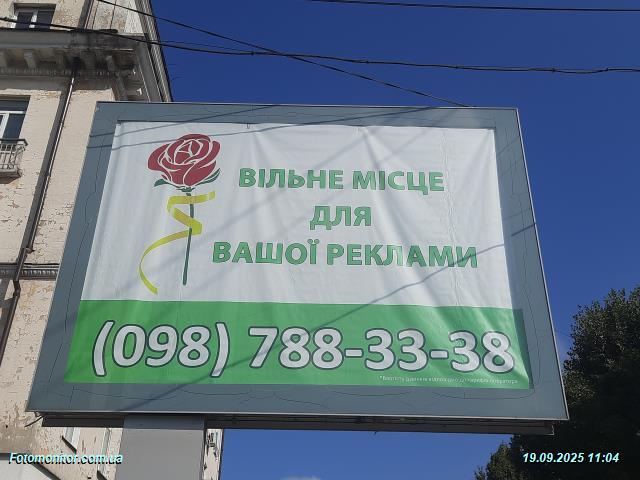 ВІЛЬНЕ МІСЦЕ
ДЛЯ
ВАШОЇ РЕКЛАМИ
(098) 788-33-38
Fotomonitor.com.ua
19.09.2025 11:04